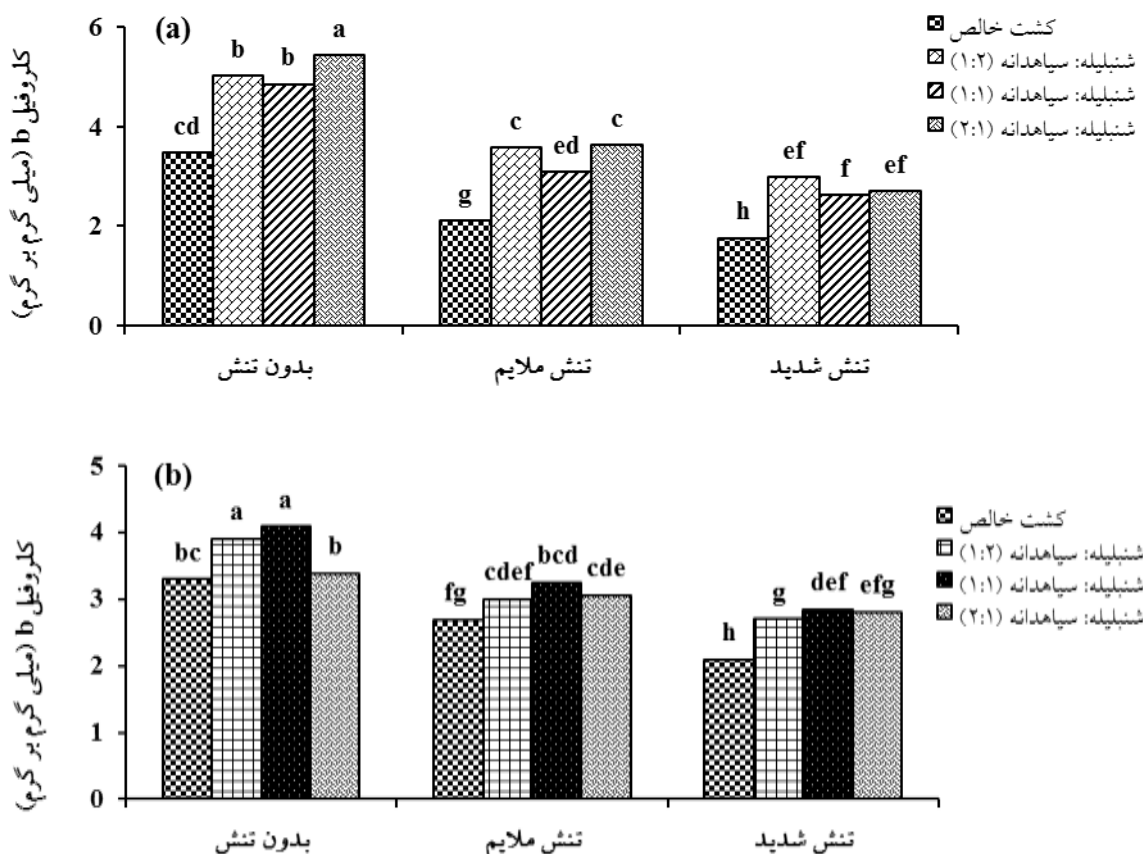 (a)
کلروفیل b (میلی گرم بر گرم)
6
4
2
0
cd
b
b
a
g
c
ed
c
h
ef
f
ef
بدون تنش
تنش ملایم
تنش شدید
کشت خالص
شنبلیله: سیاهدانه (۱:۲)
شنبلیله: سیاهدانه (۱:۱)
شنبلیله: سیاهدانه (۲:۱)
(b)
کلروفیل b (میلی گرم بر گرم)
5
4
3
2
1
0
bc
a
a
b
fg
cdef
bcd
cde
h
g
def
efg
بدون تنش
تنش ملایم
تنش شدید
کشت خالص
شنبلیله: سیاهدانه (۱:۲)
شنبلیله: سیاهدانه (۱:۱)
شنبلیله: سیاهدانه (۲:۱)